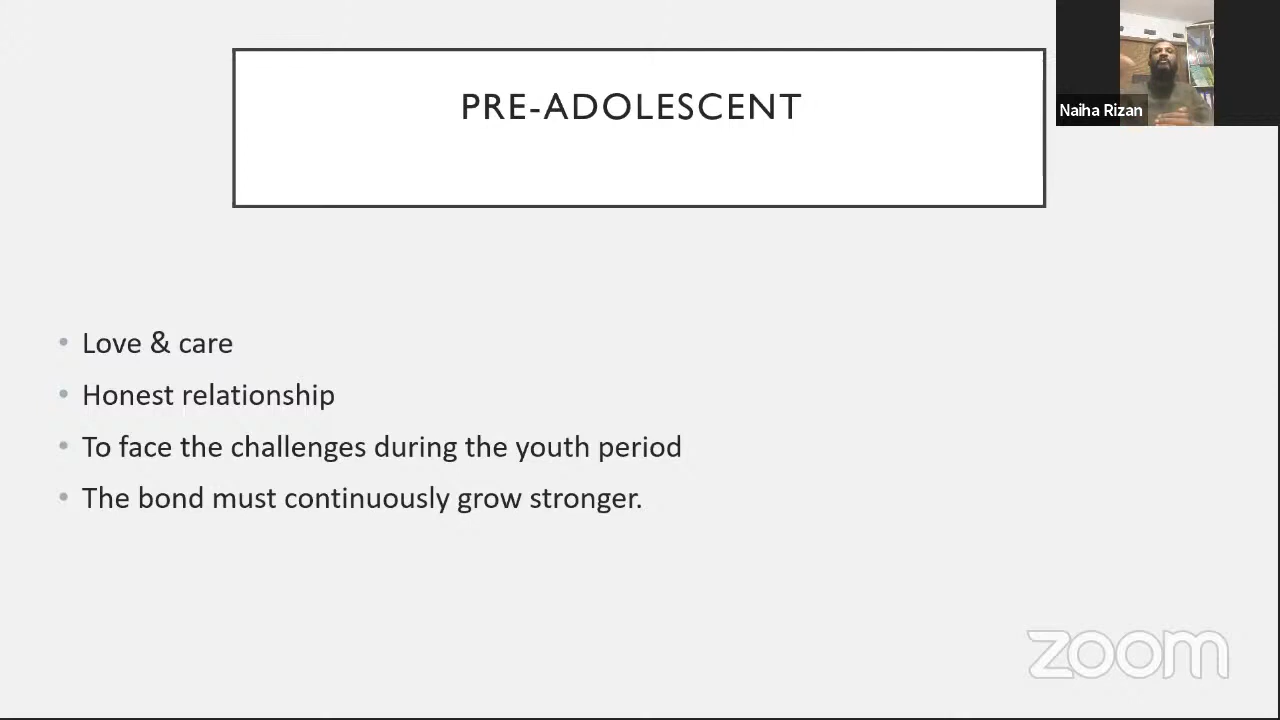 PRE-ADOLESCENT
Naiha Rizan
• Love & care
• Honest relationship
• To face the challenges during the youth period
• The bond must continuously grow stronger.
zoom